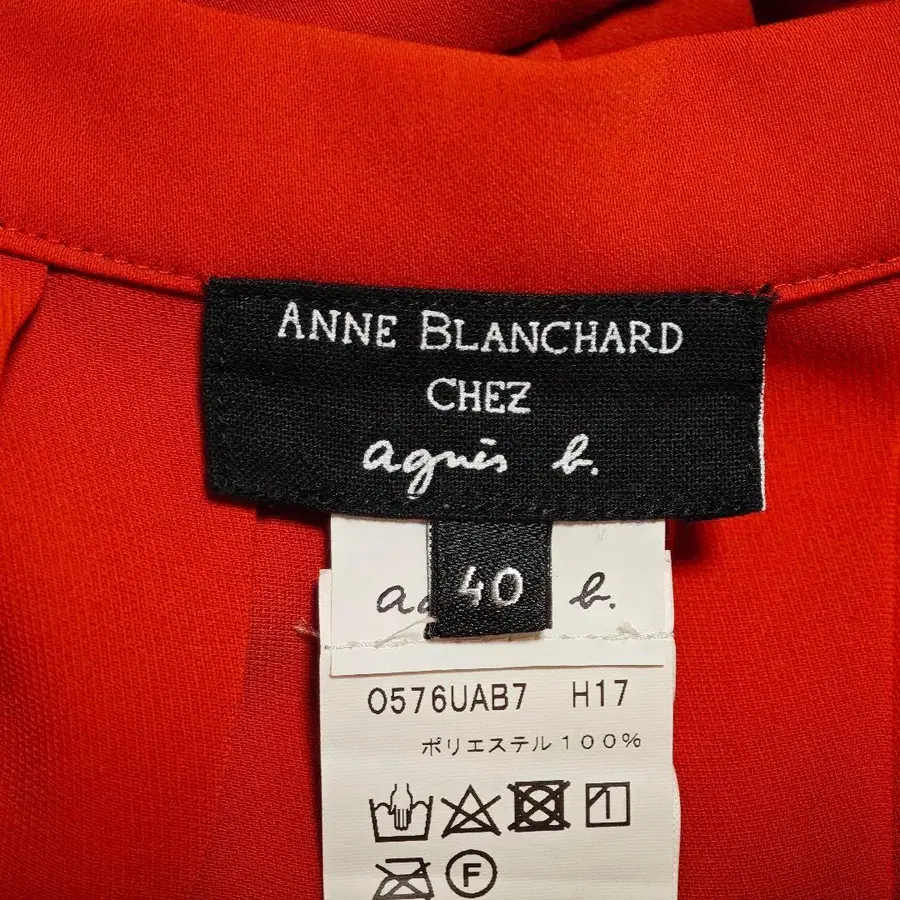 ANNE BLANCHARD
CHEZ
agnès b.
40
b.
0576UAB7 H17
ポリエステル100%
F